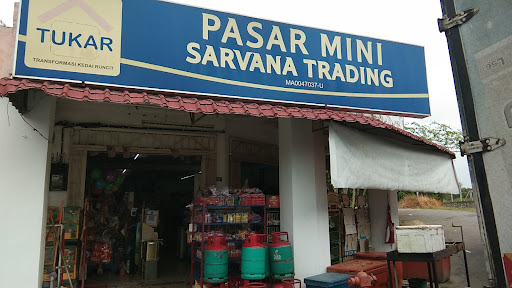 TUKAR
TRANSFORMASI KEDAI RUNCIT
PASAR MINI
SARVANA TRADING
MA0047037-U